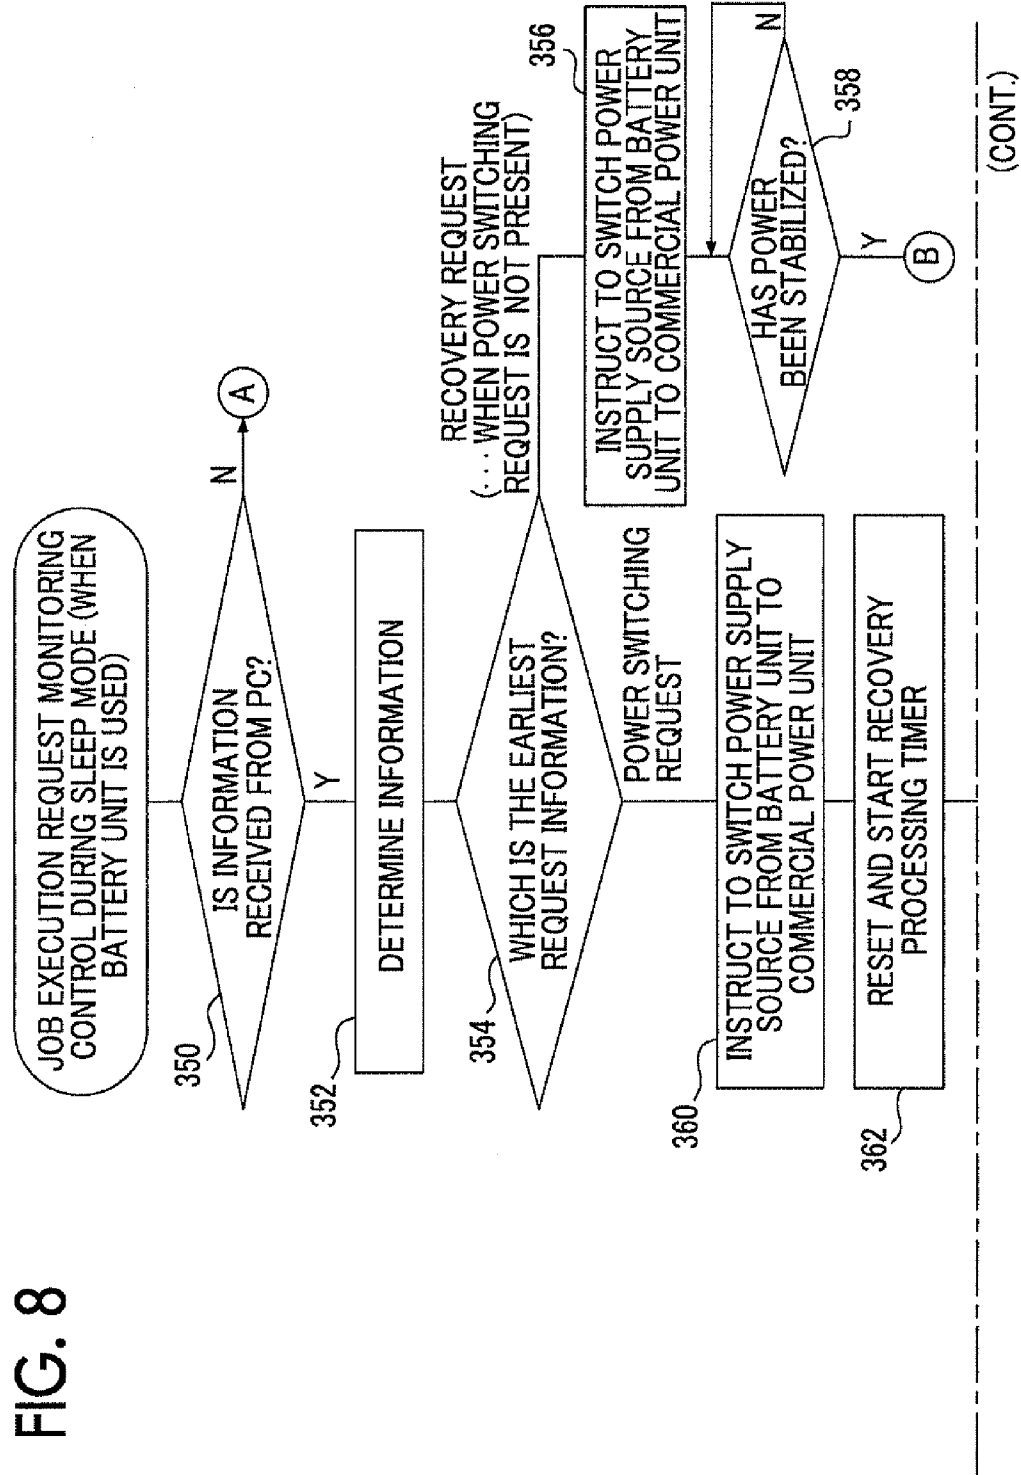 FIG. 8
JOB EXECUTION REQUEST MONITORING
CONTROL DURING SLEEP MODE (WHEN
BATTERY UNIT IS USED)
350
IS INFORMATION
RECEIVED FROM PC?
N
A
Y
352
DETERMINE INFORMATION
354
WHICH IS THE EARLIEST
REQUEST INFORMATION?
RECOVERY REQUEST
(··· WHEN POWER SWITCHING
REQUEST IS NOT PRESENT)
356
INSTRUCT TO SWITCH POWER
SUPPLY SOURCE FROM BATTERY
UNIT TO COMMERCIAL POWER UNIT
N
358
HAS POWER
BEEN STABILIZED?
Y
B
POWER SWITCHING
REQUEST
360
INSTRUCT TO SWITCH POWER SUPPLY
SOURCE FROM BATTERY UNIT TO
COMMERCIAL POWER UNIT
362
RESET AND START RECOVERY
PROCESSING TIMER
(CONT.)